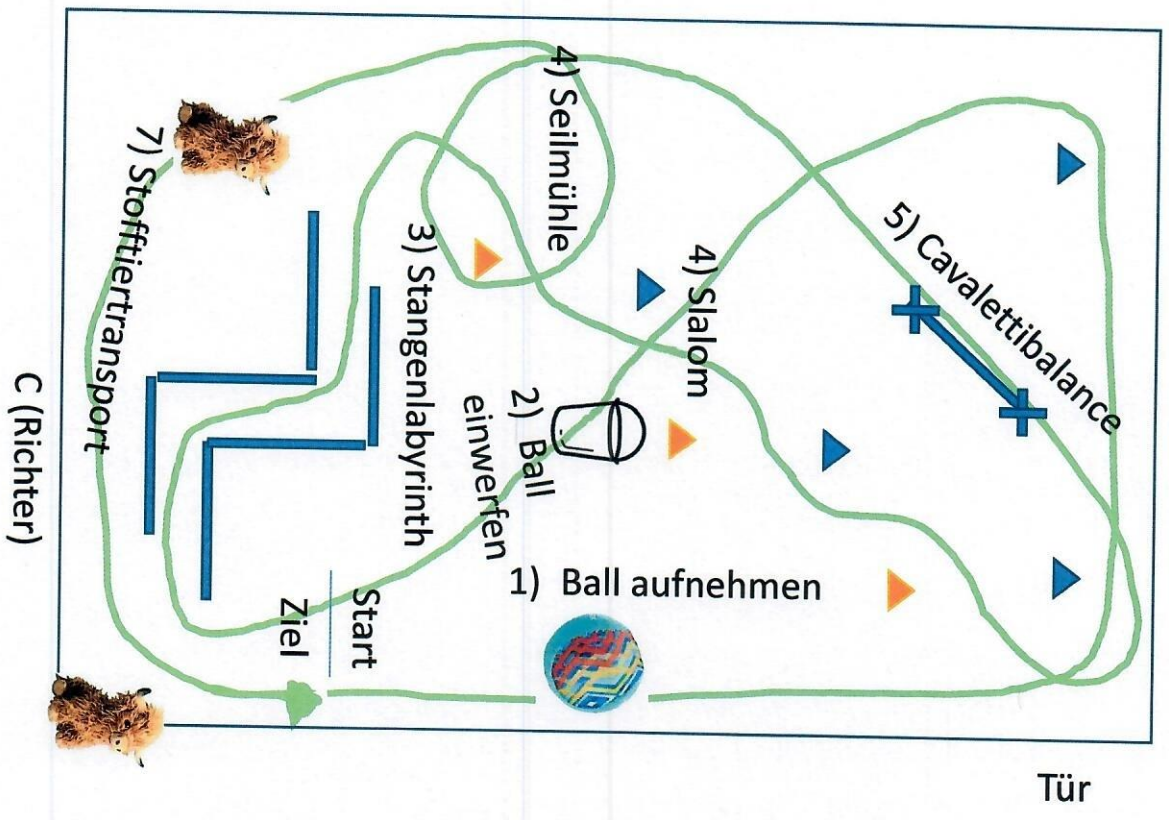 Start
Ziel
1) Ball aufnehmen
2) Ball
einwerfen
3) Stangenlabyrinth
4) Slalom
4) Seilmühle
5) Cavalettibalance
7) Stofftiertransport
C (Richter)
Tür